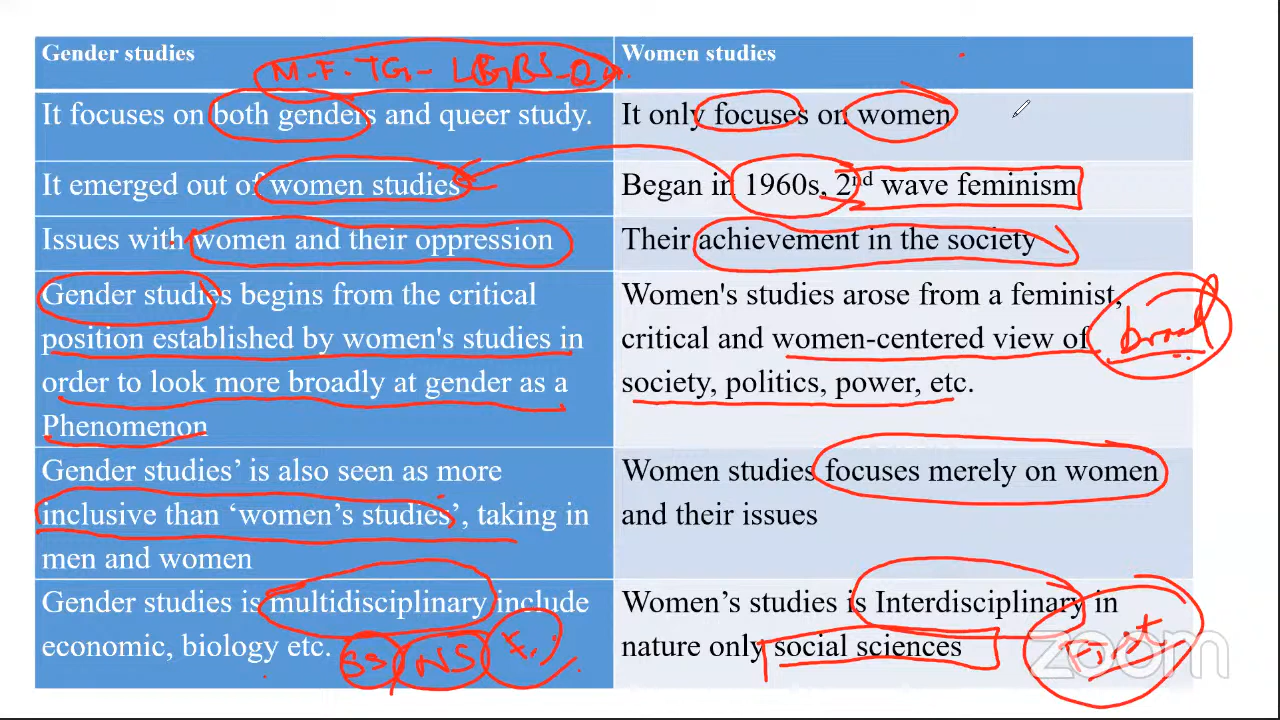 Gender studies
M-F-TG-
Women studies
It focuses on both genders and queer study.
It only focuses on women
It emerged out of women studies
Began in 1960s, 2nd wave feminism
Issues with women and their oppression
Their achievement in the society
Gender studies begins from the critical
position established by women's studies in
order to look more broadly at gender as a
Phenomenon
Women's studies arose from a feminist,
critical and women-centered view of
society, politics, power, etc.
broad
Gender studies’ is also seen as more
inclusive than ‘women’s studies’, taking in
men and women
Women studies focuses merely on women
and their issues
Gender studies is multidisciplinary include
economic, biology etc.
SS NS
Women’s studies is Interdisciplinary in
nature only social sciences
zoom